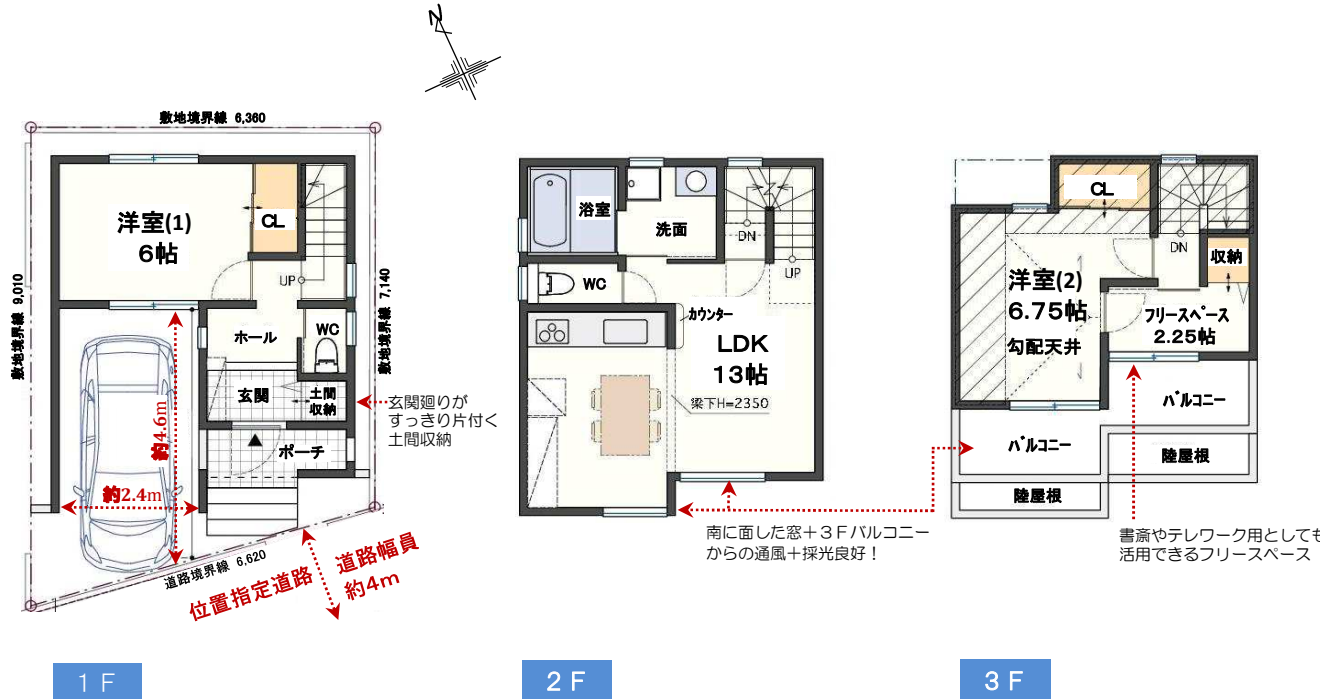 N
敷地境界線 6,360
敷地境界線 9,010
敷地境界線 7,140
洋室(1)
6帖
CL
UP
ホール
WC
玄関
土間
収納
ポーチ
約4.6m
約2.4m
玄関廻りが
すっきり片付く
土間収納
道路境界線 6,620
位置指定道路
道路幅員
約4m
1F
浴室
洗面
DN
UP
WC
カウンター
LDK
13帖
梁下H=2350
南に面した窓+3Fバルコニー
からの通風+採光良好!
2F
CL
DN
収納
洋室(2)
6.75帖
勾配天井
フリースペース
2.25帖
バルコニー
バルコニー
陸屋根
陸屋根
書斎やテレワーク用としても
活用できるフリースペース
3F